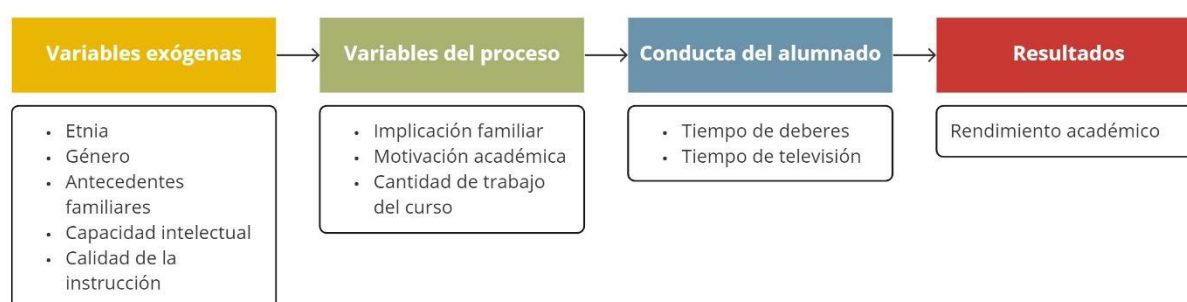 Variables exógenas
Etnia
Género
Antecedentes
familiares
Capacidad intelectual
Calidad de la
instrucción
Variables del proceso
Implicación familiar
Motivación académica
Cantidad de trabajo
del curso
Conducta del alumnado
Tiempo de deberes
Tiempo de televisión
Resultados
Rendimiento académico